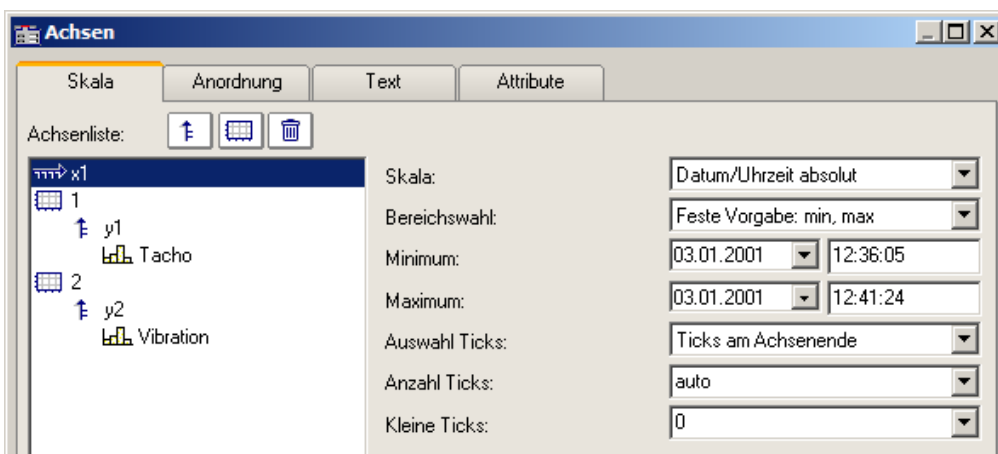 Achsen
Skala Anordnung Text Attribute
Achsenliste:
x1
1
y1
Tacho
2
y2
Vibration
Skala: Datum/Uhrzeit absolut
Bereichswahl: Feste Vorgabe: min, max
Minimum: 03.01.2001 12:36:05
Maximum: 03.01.2001 12:41:24
Auswahl Ticks: Ticks am Achsenende
Anzahl Ticks: auto
Kleine Ticks: 0